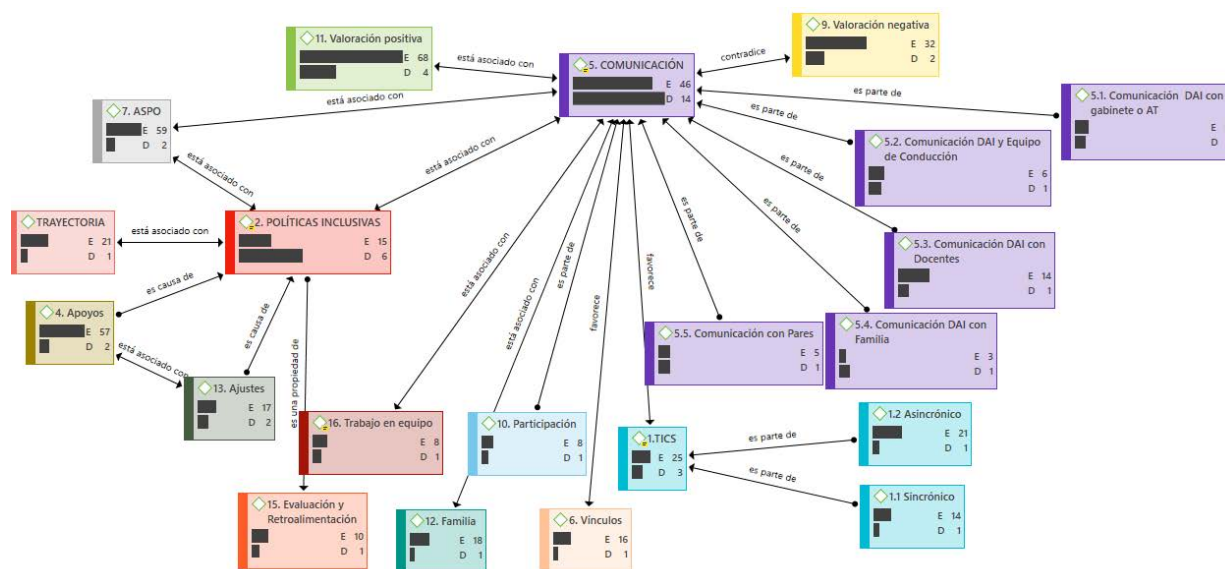 11. Valoración positiva
E 68
D 4
está asociado con
5. COMUNICACIÓN
E 46
D 14
contradice
9. Valoración negativa
E 32
D 2
7. ASPO
E 59
D 2
está asociado con
está asociado con
está asociado con
es parte de
5.1. Comunicación DAI con
gabinete o AT
E
D
es parte de
5.2. Comunicación DAI y Equipo
de Conducción
E 6
D 1
TRAYECTORIA
E 21
D 1
está asociado con
2. POLÍTICAS INCLUSIVAS
E 15
D 6
es parte de
5.3. Comunicación DAI con
Docentes
E 14
D 1
4. Apoyos
E 57
D 2
es causa de
está asociado con
es causa de
13. Ajustes
E 17
D 2
es una propiedad de
está asociado con
está asociado con
es parte de
favorece
favorece
es parte de
es parte de
5.5. Comunicación con Pares
E 5
D 1
5.4. Comunicación DAI con
Familia
E 3
D 1
16. Trabajo en equipo
E 8
D 1
10. Participación
E 8
D 1
1.TICS
E 25
D 3
es parte de
1.2 Asincrónico
E 21
D 1
es parte de
1.1 Sincrónico
E 14
D 1
15. Evaluación y
Retroalimentación
E 10
D 1
12. Familia
E 18
D 1
6. Vínculos
E 16
D 1